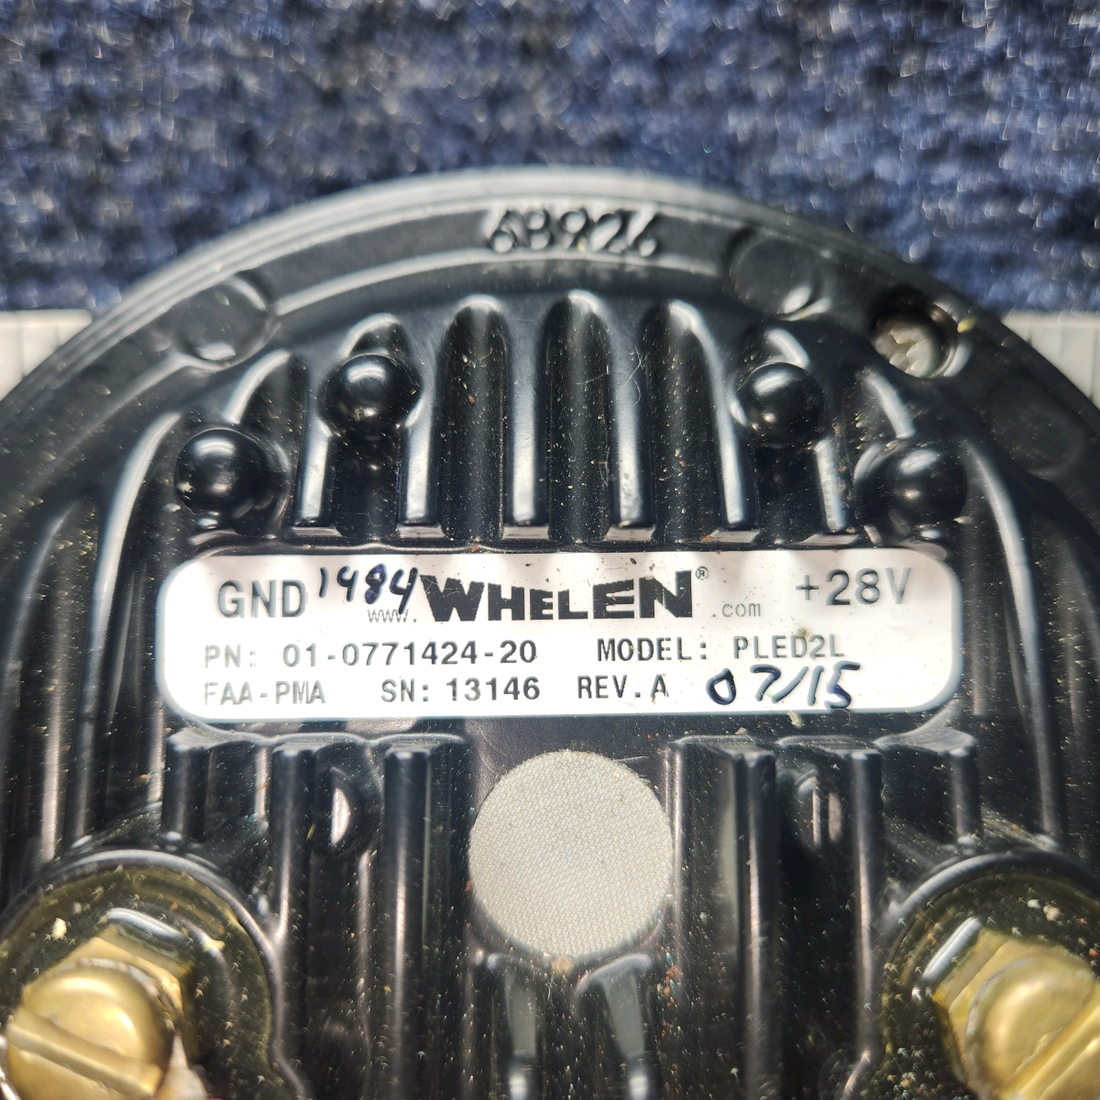 68926
GND 1984 www.WHELEN®.com +28V
PN: 01-0771424-20 MODEL: PLED2L
FAA-PMA SN: 13146 REV. A 07/15